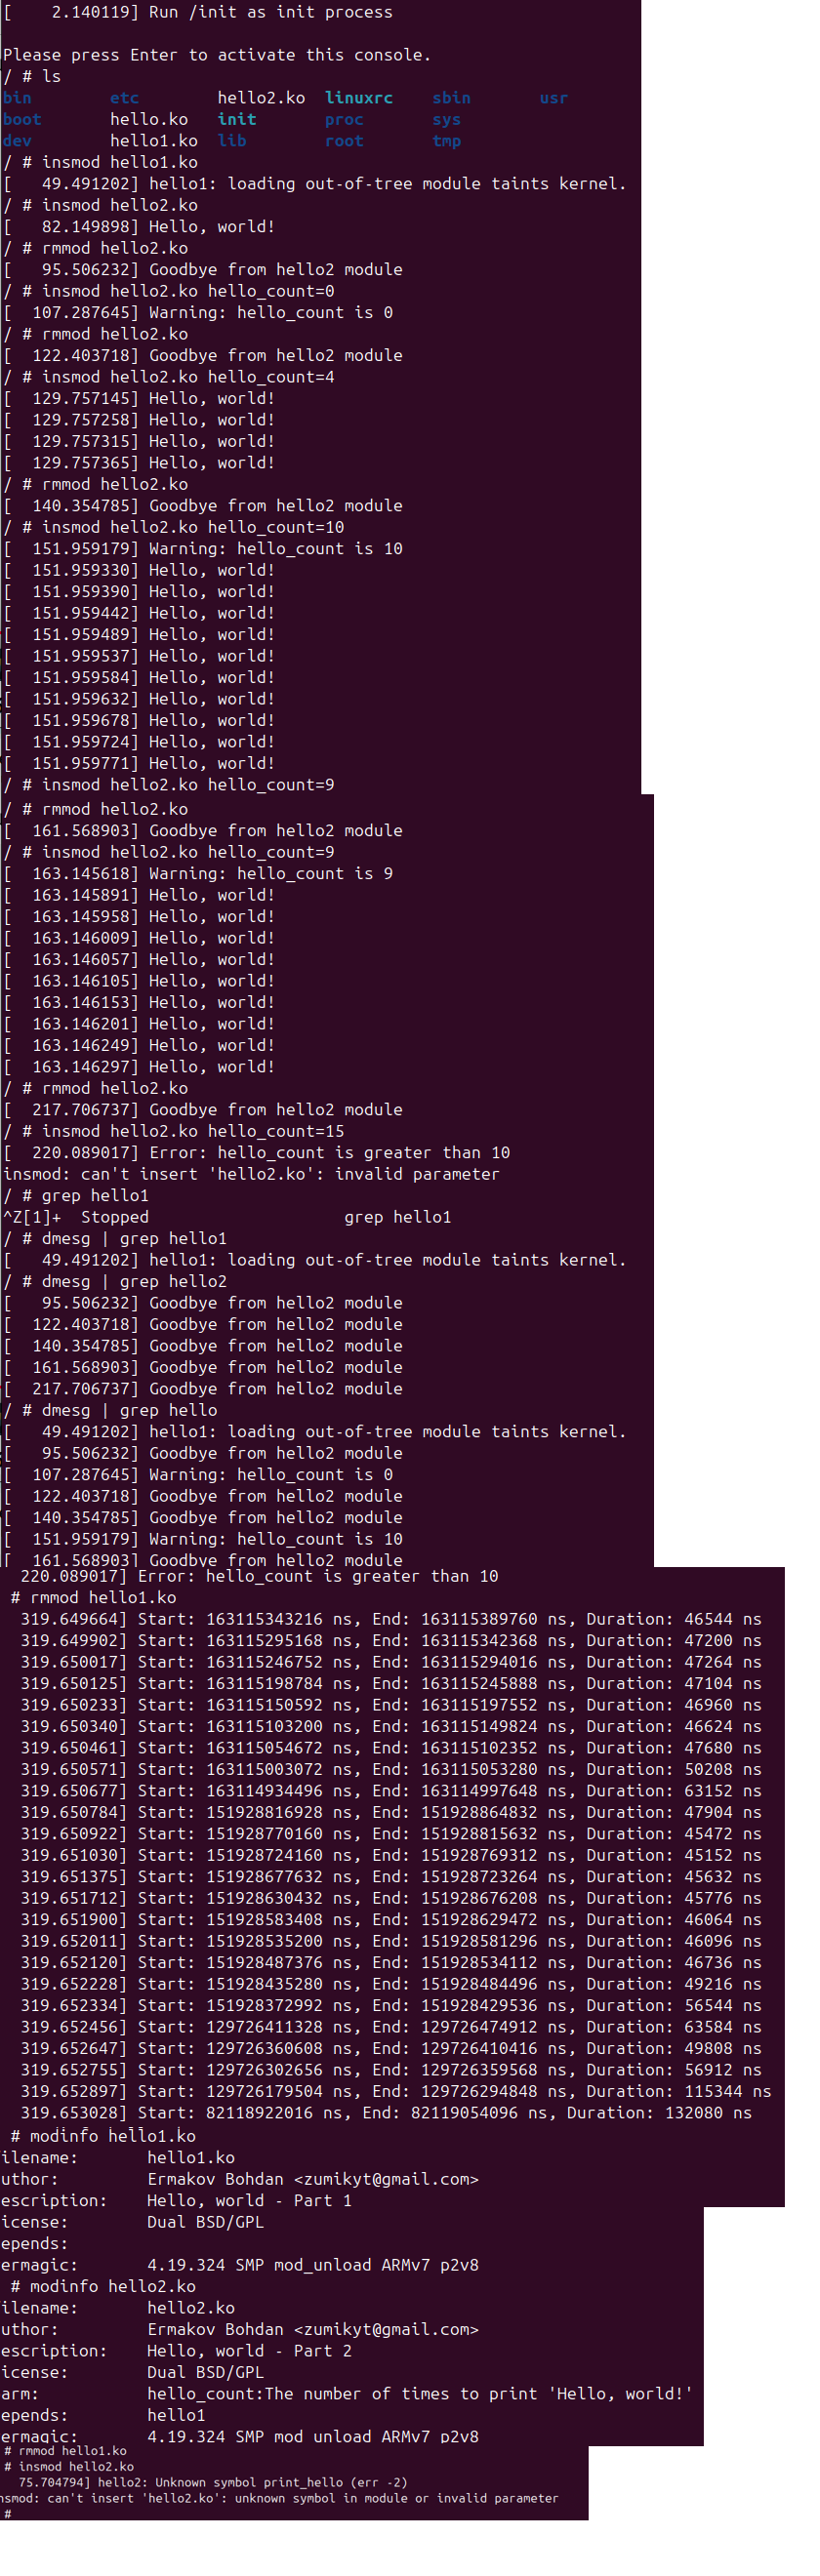 [    2.140119] Run /init as init process
Please press Enter to activate this console.
/ # ls
bin        etc        hello2.ko  linuxrc    sbin       usr
boot       hello.ko   init       proc       sys
dev        hello1.ko  lib        root       tmp
/ # insmod hello1.ko
[   49.491202] hello1: loading out-of-tree module taints kernel.
/ # insmod hello2.ko
[   82.149898] Hello, world!
/ # rmmod hello2.ko
[   95.506232] Goodbye from hello2 module
/ # insmod hello2.ko hello_count=0
[  107.287645] Warning: hello_count is 0
/ # rmmod hello2.ko
[  122.403718] Goodbye from hello2 module
/ # insmod hello2.ko hello_count=4
[  129.757145] Hello, world!
[  129.757258] Hello, world!
[  129.757315] Hello, world!
[  129.757365] Hello, world!
/ # rmmod hello2.ko
[  140.354785] Goodbye from hello2 module
/ # insmod hello2.ko hello_count=10
[  151.959179] Warning: hello_count is 10
[  151.959330] Hello, world!
[  151.959390] Hello, world!
[  151.959442] Hello, world!
[  151.959489] Hello, world!
[  151.959537] Hello, world!
[  151.959584] Hello, world!
[  151.959632] Hello, world!
[  151.959678] Hello, world!
[  151.959724] Hello, world!
[  151.959771] Hello, world!
/ # insmod hello2.ko hello_count=9
/ # rmmod hello2.ko
[  161.568903] Goodbye from hello2 module
/ # insmod hello2.ko hello_count=9
[  163.145618] Warning: hello_count is 9
[  163.145891] Hello, world!
[  163.145958] Hello, world!
[  163.146009] Hello, world!
[  163.146057] Hello, world!
[  163.146105] Hello, world!
[  163.146153] Hello, world!
[  163.146201] Hello, world!
[  163.146249] Hello, world!
[  163.146297] Hello, world!
/ # rmmod hello2.ko
[  217.706737] Goodbye from hello2 module
/ # insmod hello2.ko hello_count=15
[  220.089017] Error: hello_count is greater than 10
insmod: can't insert 'hello2.ko': invalid parameter
/ # grep hello1
^Z[1]+  Stopped                    grep hello1
/ # dmesg | grep hello1
[   49.491202] hello1: loading out-of-tree module taints kernel.
/ # dmesg | grep hello2
[   95.506232] Goodbye from hello2 module
[  122.403718] Goodbye from hello2 module
[  140.354785] Goodbye from hello2 module
[  161.568903] Goodbye from hello2 module
[  217.706737] Goodbye from hello2 module
/ # dmesg | grep hello
[   49.491202] hello1: loading out-of-tree module taints kernel.
[   95.506232] Goodbye from hello2 module
[  107.287645] Warning: hello_count is 0
[  122.403718] Goodbye from hello2 module
[  140.354785] Goodbye from hello2 module
[  151.959179] Warning: hello_count is 10
[  161.568903] Goodbye from hello2 module
220.089017] Error: hello_count is greater than 10
# rmmod hello1.ko
319.649664] Start: 163115343216 ns, End: 163115389760 ns, Duration: 46544 ns
319.649902] Start: 163115295168 ns, End: 163115342368 ns, Duration: 47200 ns
319.650017] Start: 163115246752 ns, End: 163115294016 ns, Duration: 47264 ns
319.650125] Start: 163115198784 ns, End: 163115245888 ns, Duration: 47104 ns
319.650233] Start: 163115150592 ns, End: 163115197552 ns, Duration: 46960 ns
319.650340] Start: 163115103200 ns, End: 163115149824 ns, Duration: 46624 ns
319.650461] Start: 163115054672 ns, End: 163115102352 ns, Duration: 47680 ns
319.650571] Start: 163115003072 ns, End: 163115053280 ns, Duration: 50208 ns
319.650677] Start: 163114934496 ns, End: 163114997648 ns, Duration: 63152 ns
319.650784] Start: 151928816928 ns, End: 151928864832 ns, Duration: 47904 ns
319.650922] Start: 151928770160 ns, End: 151928815632 ns, Duration: 45472 ns
319.651030] Start: 151928724160 ns, End: 151928769312 ns, Duration: 45152 ns
319.651375] Start: 151928677632 ns, End: 151928723264 ns, Duration: 45632 ns
319.651712] Start: 151928630432 ns, End: 151928676208 ns, Duration: 45776 ns
319.651900] Start: 151928583408 ns, End: 151928629472 ns, Duration: 46064 ns
319.652011] Start: 151928535200 ns, End: 151928581296 ns, Duration: 46096 ns
319.652120] Start: 151928487376 ns, End: 151928534112 ns, Duration: 46736 ns
319.652228] Start: 151928435280 ns, End: 151928484496 ns, Duration: 49216 ns
319.652334] Start: 151928372992 ns, End: 151928429536 ns, Duration: 56544 ns
319.652456] Start: 129726411328 ns, End: 129726474912 ns, Duration: 63584 ns
319.652647] Start: 129726360608 ns, End: 129726410416 ns, Duration: 49808 ns
319.652755] Start: 129726302656 ns, End: 129726359568 ns, Duration: 56912 ns
319.652897] Start: 129726179504 ns, End: 129726294848 ns, Duration: 115344 ns
319.653028] Start: 82118922016 ns, End: 82119054096 ns, Duration: 132080 ns
# modinfo hello1.ko
ilename:       hello1.ko
uthor:         Ermakov Bohdan <zumikyt@gmail.com>
escription:    Hello, world - Part 1
icense:        Dual BSD/GPL
epends:
ermagic:       4.19.324 SMP mod_unload ARMv7 p2v8
# modinfo hello2.ko
ilename:       hello2.ko
uthor:         Ermakov Bohdan <zumikyt@gmail.com>
escription:    Hello, world - Part 2
icense:        Dual BSD/GPL
arm:           hello_count:The number of times to print 'Hello, world!'
epends:        hello1
ermagic:       4.19.324 SMP mod_unload ARMv7 p2v8
# rmmod hello1.ko
# insmod hello2.ko
75.704794] hello2: Unknown symbol print_hello (err -2)
nsmod: can't insert 'hello2.ko': unknown symbol in module or invalid parameter
#